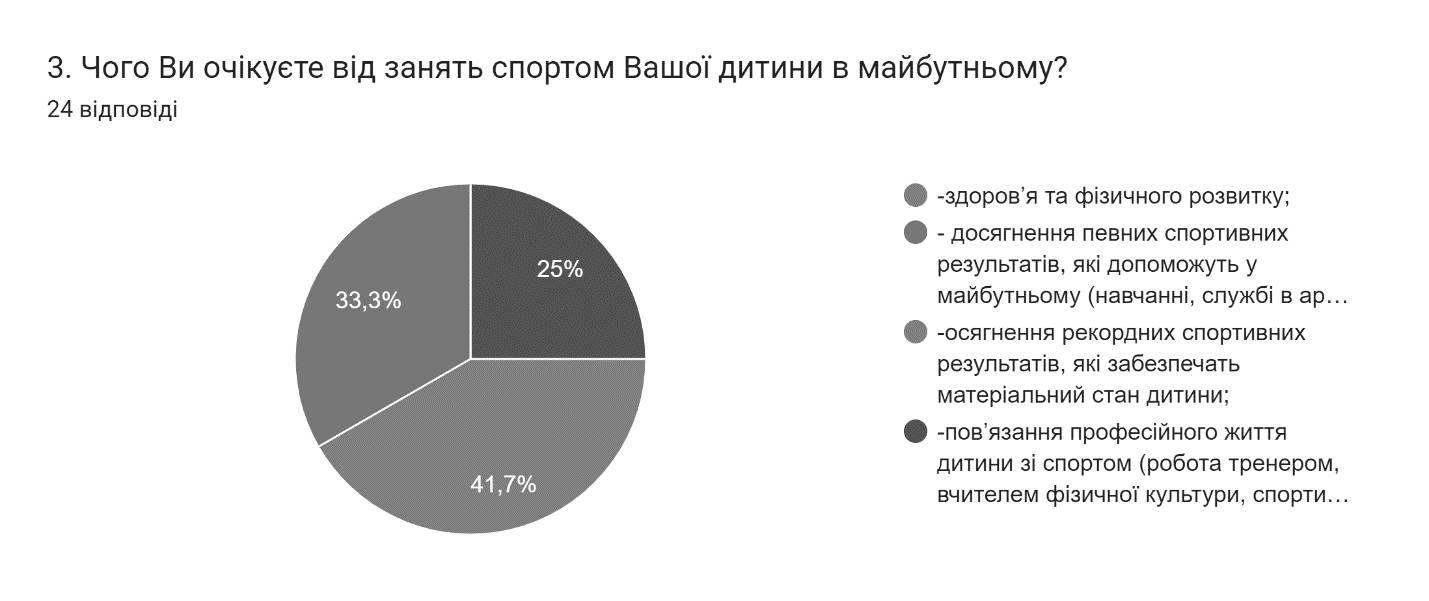 3. Чого Ви очікуєте від занять спортом Вашої дитини в майбутньому?
24 відповіді
25%
33,3%
41,7%
-здоров’я та фізичного розвитку;
- досягнення певних спортивних
результатів, які допоможуть у
майбутньому (навчанні, службі в ар…
-осягнення рекордних спортивних
результатів, які забезпечать
матеріальний стан дитини;
-пов’язання професійного життя
дитини зі спортом (робота тренером,
вчителем фізичної культури, спорти…